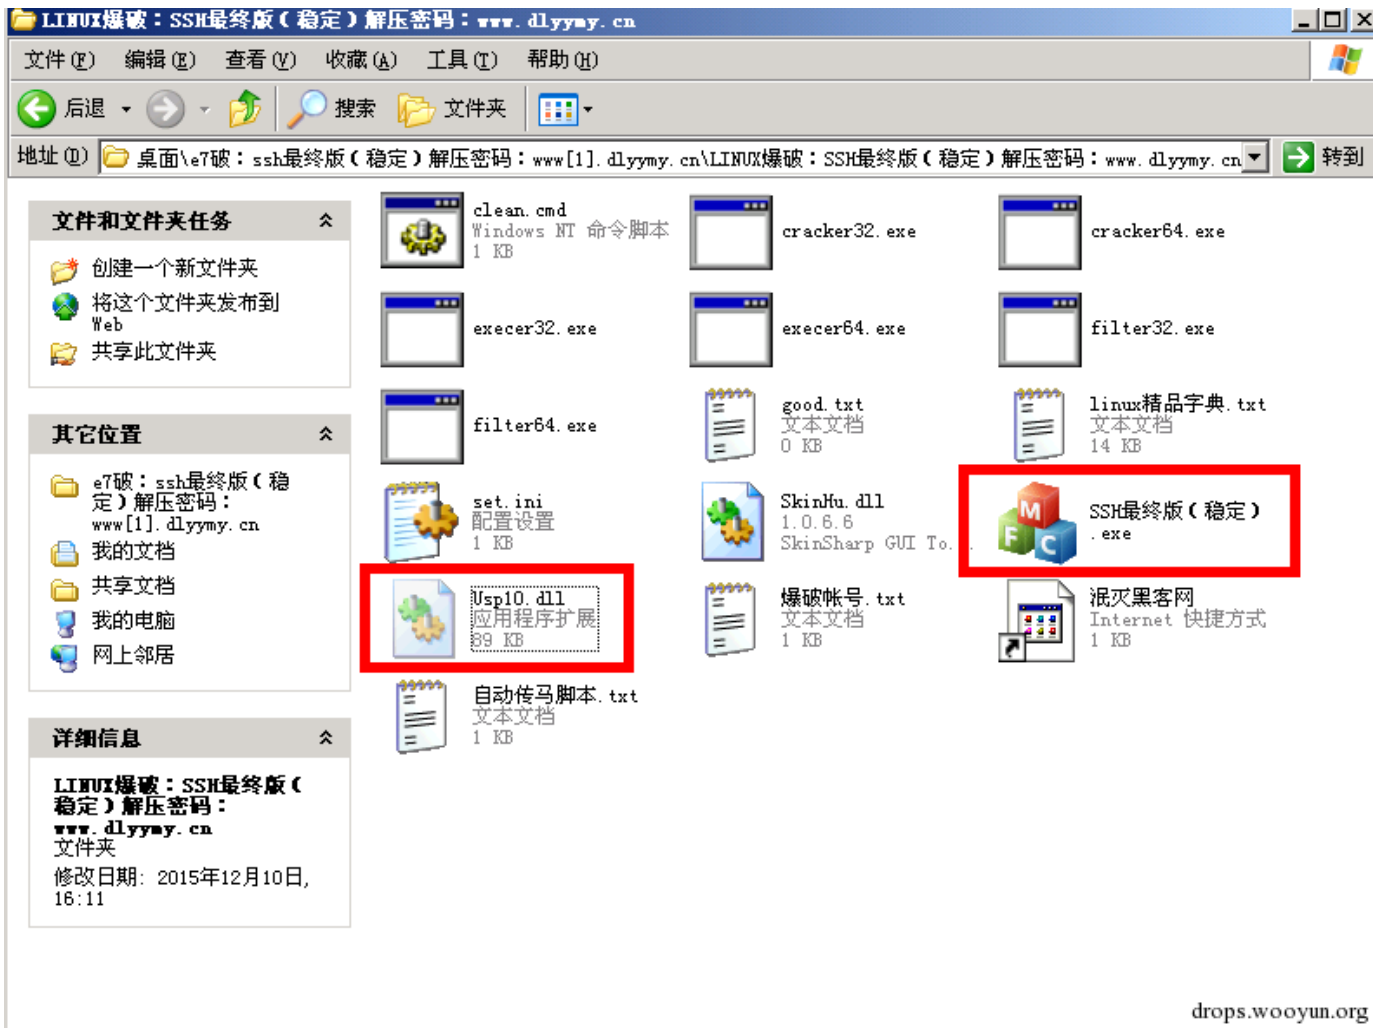 LINUX爆破：SSH最终版（稳定）解压密码：www.dlyymy.cn
文件(F) 编辑(E) 查看(V) 收藏(A) 工具(T) 帮助(H)
后退 搜索 文件夹
地址(D) 桌面\e7破：ssh最终版（稳定）解压密码：www[1].dlyymy.cn\LINUX爆破：SSH最终版（稳定）解压密码：www.dlyymy.cn 转到
文件和文件夹任务
创建一个新文件夹
将这个文件夹发布到
Web
共享此文件夹
其它位置
e7破：ssh最终版（稳
定）解压密码：
www[1].dlyymy.cn
我的文档
共享文档
我的电脑
网上邻居
详细信息
LINUX爆破：SSH最终版（
稳定）解压密码：
www.dlyymy.cn
文件夹
修改日期: 2015年12月10日,
16:11
clean.cmd
Windows NT 命令脚本
1 KB
cracker32.exe
cracker64.exe
execer32.exe
execer64.exe
filter32.exe
filter64.exe
good.txt
文本文档
0 KB
linux精品字典.txt
文本文档
14 KB
set.ini
配置设置
1 KB
SkinHu.dll
1.0.6.6
SkinSharp GUI To...
SSH最终版（稳定）
.exe
Usp10.dll
应用程序扩展
89 KB
爆破帐号.txt
文本文档
1 KB
泯灭黑客网
Internet 快捷方式
1 KB
自动传马脚本.txt
文本文档
1 KB
drops.wooyun.org